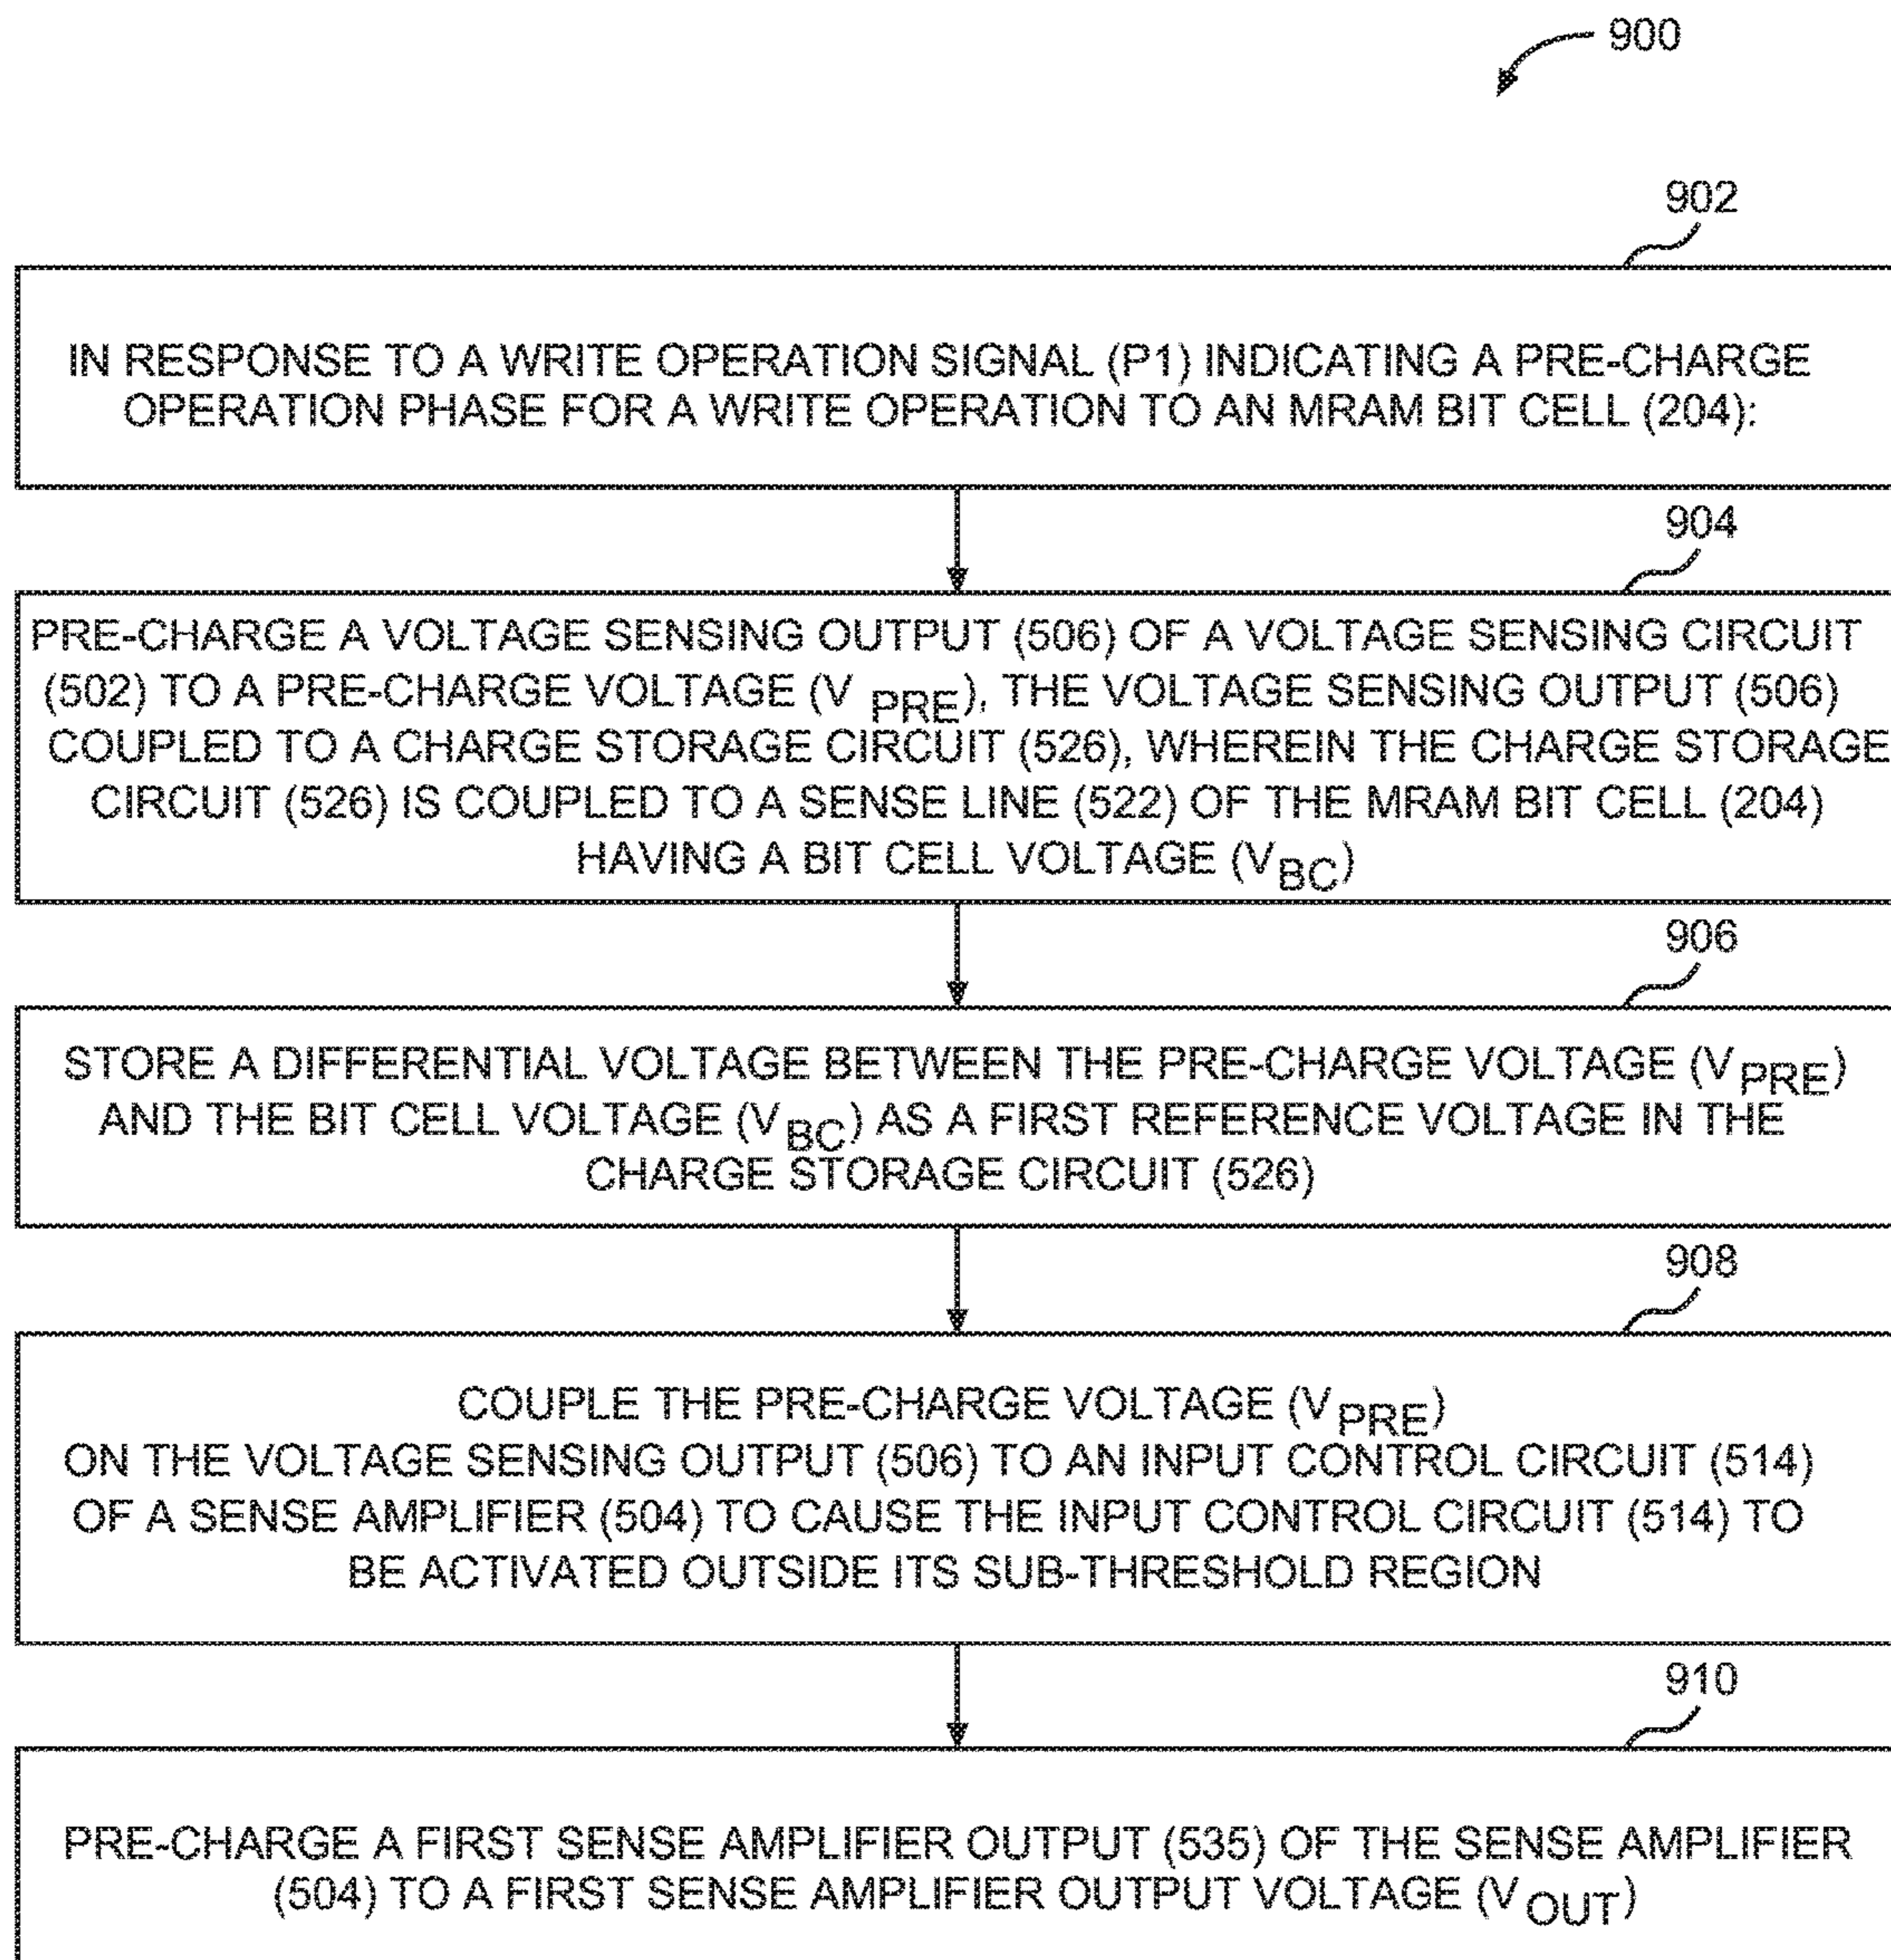 900
902
IN RESPONSE TO A WRITE OPERATION SIGNAL (P1) INDICATING A PRE-CHARGE
OPERATION PHASE FOR A WRITE OPERATION TO AN MRAM BIT CELL (204):
904
PRE-CHARGE A VOLTAGE SENSING OUTPUT (506) OF A VOLTAGE SENSING CIRCUIT
(502) TO A PRE-CHARGE VOLTAGE (V PRE), THE VOLTAGE SENSING OUTPUT (506)
COUPLED TO A CHARGE STORAGE CIRCUIT (526), WHEREIN THE CHARGE STORAGE
CIRCUIT (526) IS COUPLED TO A SENSE LINE (522) OF THE MRAM BIT CELL (204)
HAVING A BIT CELL VOLTAGE (VBC)
906
STORE A DIFFERENTIAL VOLTAGE BETWEEN THE PRE-CHARGE VOLTAGE (VPRE)
AND THE BIT CELL VOLTAGE (VBC) AS A FIRST REFERENCE VOLTAGE IN THE
CHARGE STORAGE CIRCUIT (526)
908
COUPLE THE PRE-CHARGE VOLTAGE (VPRE)
ON THE VOLTAGE SENSING OUTPUT (506) TO AN INPUT CONTROL CIRCUIT (514)
OF A SENSE AMPLIFIER (504) TO CAUSE THE INPUT CONTROL CIRCUIT (514) TO
BE ACTIVATED OUTSIDE ITS SUB-THRESHOLD REGION
910
PRE-CHARGE A FIRST SENSE AMPLIFIER OUTPUT (535) OF THE SENSE AMPLIFIER
(504) TO A FIRST SENSE AMPLIFIER OUTPUT VOLTAGE (VOUT)